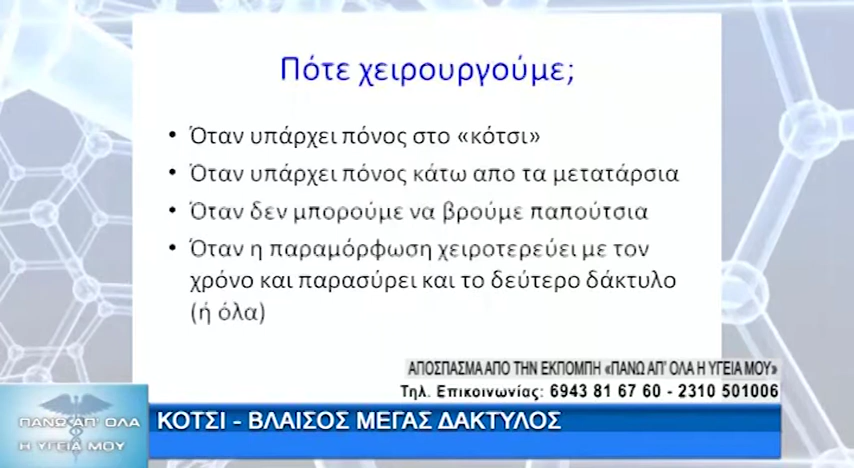 Πότε χειρουργούμε;
• Όταν υπάρχει πόνος στο «κότσι»
• Όταν υπάρχει πόνος κάτω απο τα μετατάρσια
• Όταν δεν μπορούμε να βρούμε παπούτσια
• Όταν η παραμόρφωση χειροτερεύει με τον
χρόνο και παρασύρει και το δεύτερο δάκτυλο
(ή όλα)
ΑΠΟΣΠΑΣΜΑ ΑΠΟ ΤΗΝ ΕΚΠΟΜΠΗ «ΠΑΝΩ ΑΠ' ΟΛΑ Η ΥΓΕΙΑ ΜΟΥ»
Τηλ. Επικοινωνίας: 6943 81 67 60 - 2310 501006
ΠΑΝΩ ΑΠ' ΟΛΑ
Η ΥΓΕΙΑ ΜΟΥ
ΚΟΤΣΙ - ΒΛΑΙΣΟΣ ΜΕΓΑΣ ΔΑΚΤΥΛΟΣ